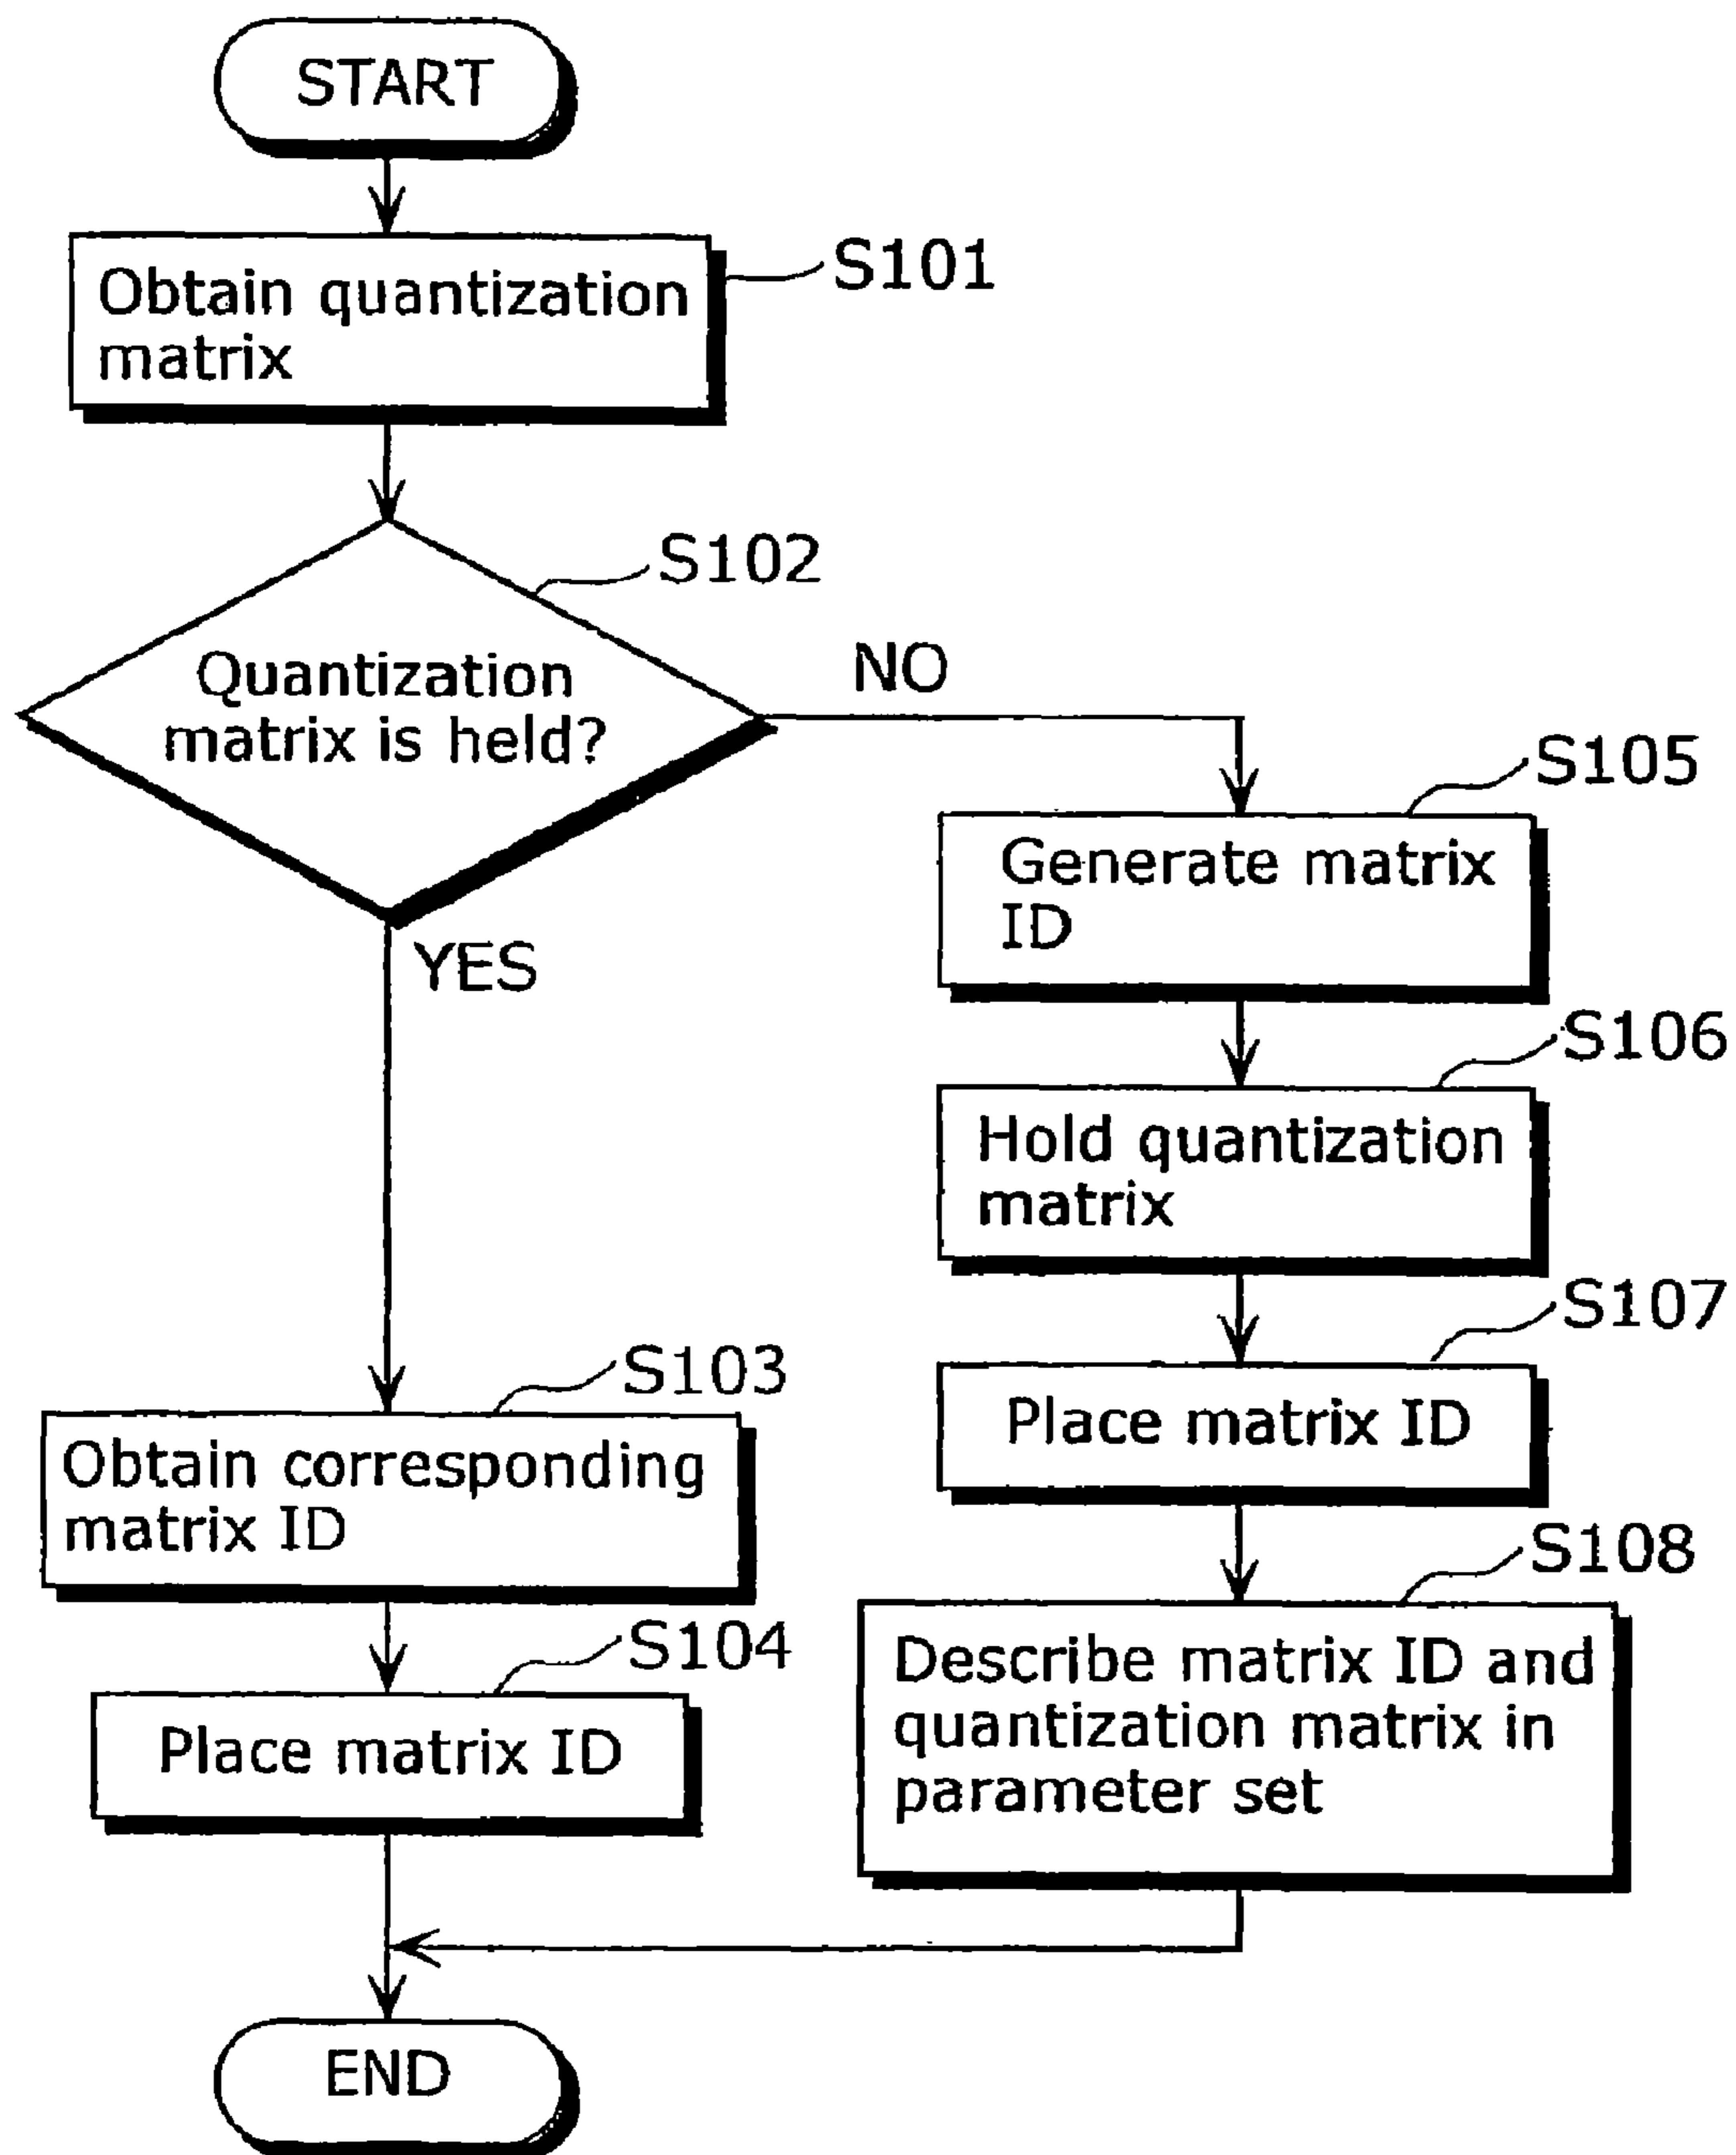 START
Obtain quantization
matrix
S101
Quantization
matrix is held?
S102
NO
YES
Obtain corresponding
matrix ID
S103
Place matrix ID
S104
Generate matrix
ID
S105
Hold quantization
matrix
S106
Place matrix ID
S107
Describe matrix ID and
quantization matrix in
parameter set
S108
END